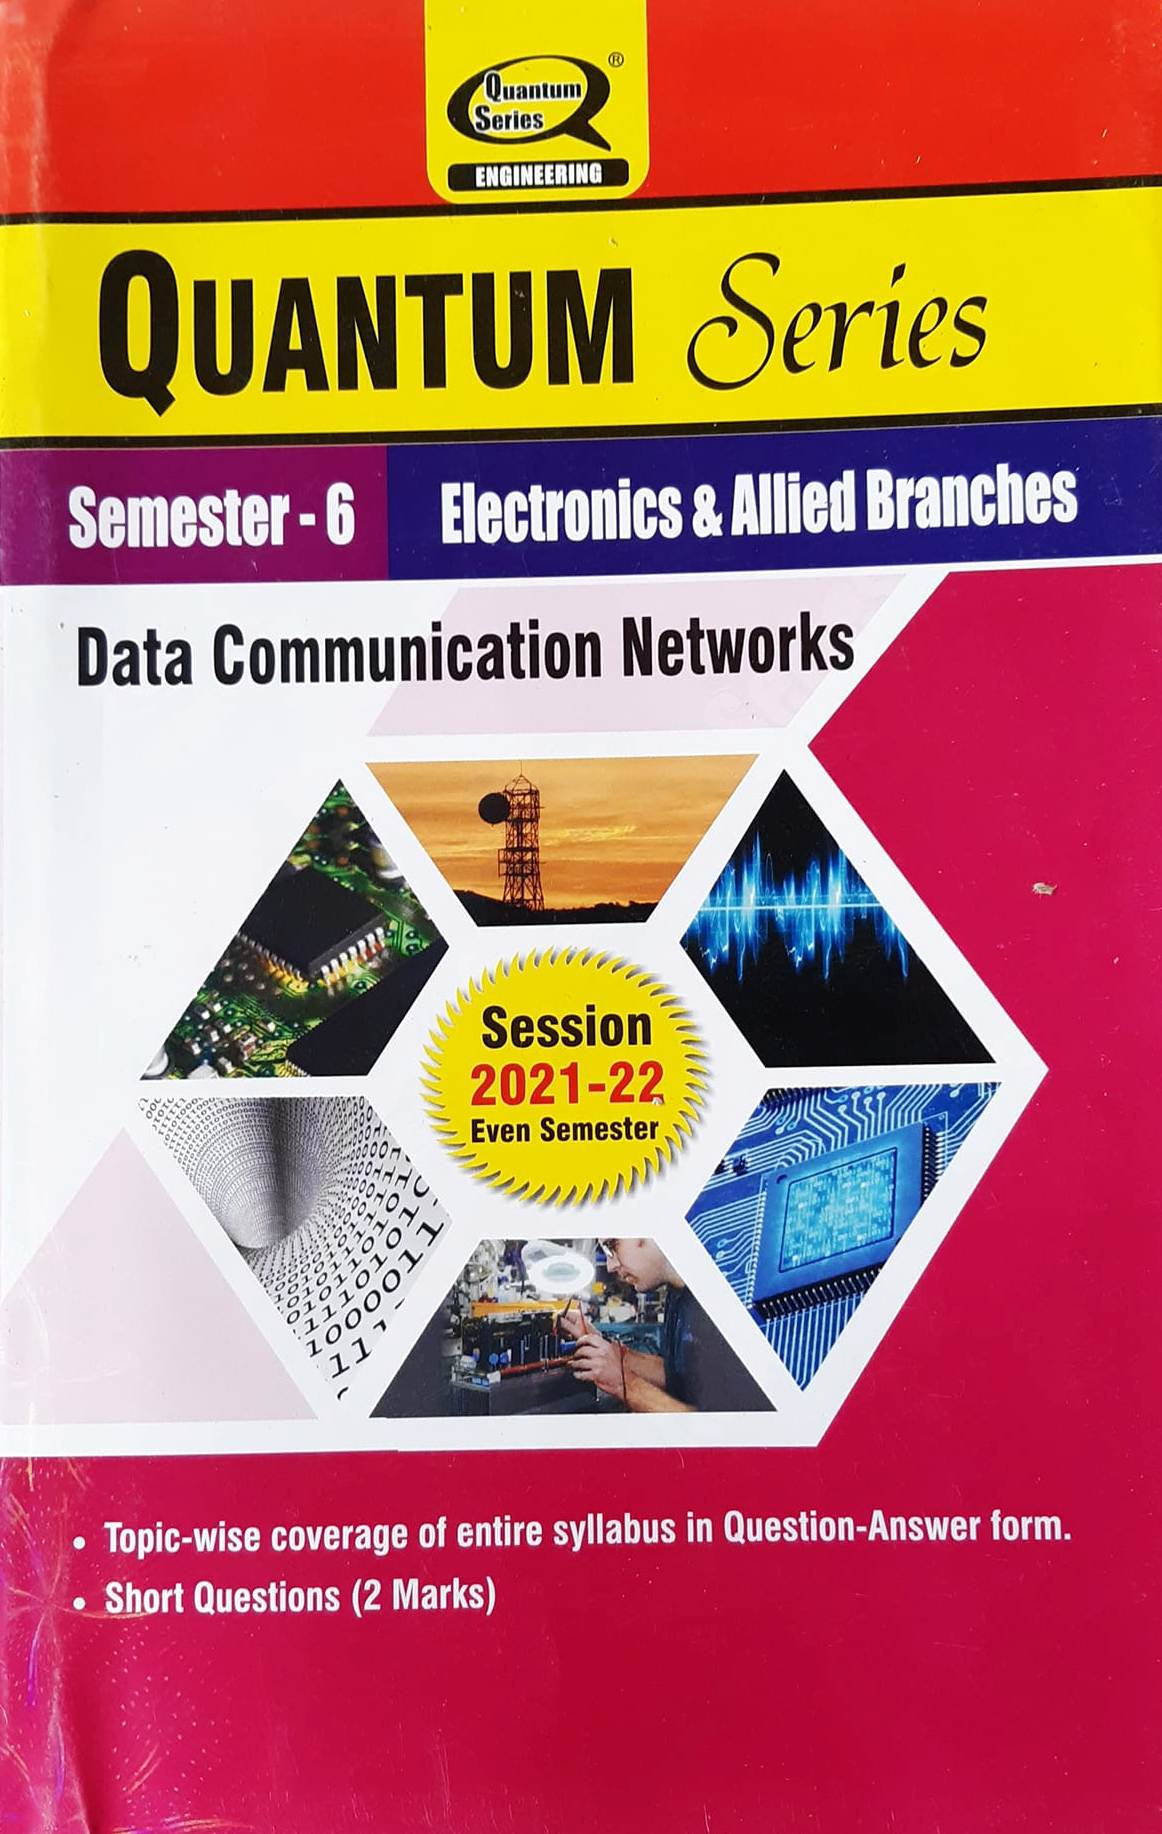 Quantum
Series
®
ENGINEERING
QUANTUM Series
Semester - 6
Electronics & Allied Branches
Data Communication Networks
Session
2021-22
Even Semester
• Topic-wise coverage of entire syllabus in Question-Answer form.
• Short Questions (2 Marks)